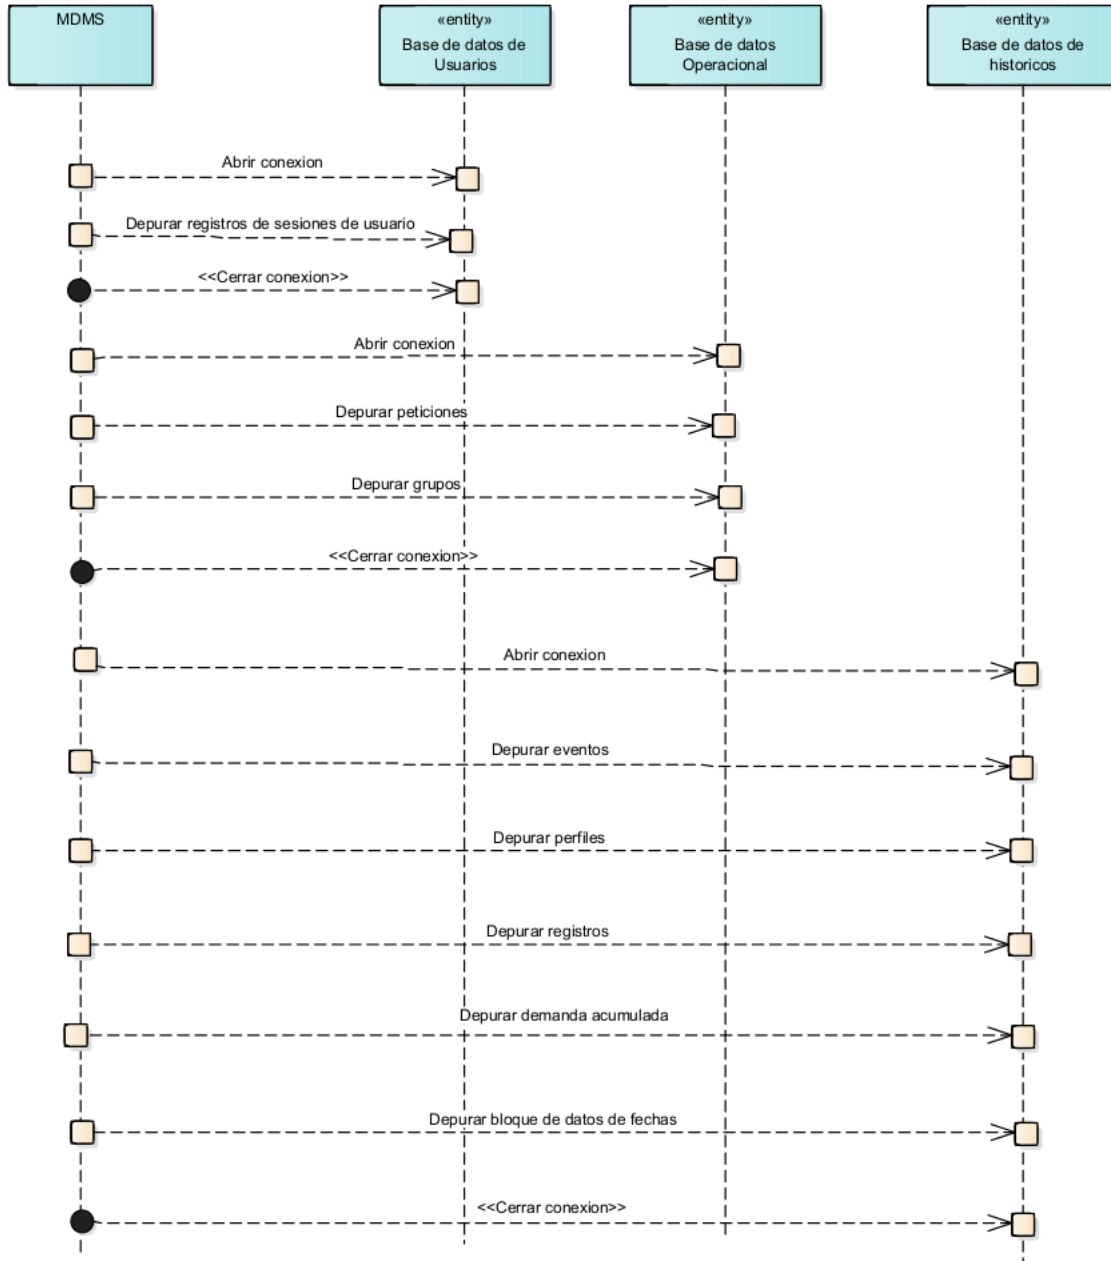 MDMS
«entity»
Base de datos de
Usuarios
«entity»
Base de datos
Operacional
«entity»
Base de datos de
historicos
Abrir conexion
Depurar registros de sesiones de usuario
<<Cerrar conexion>>
Abrir conexion
Depurar peticiones
Depurar grupos
<<Cerrar conexion>>
Abrir conexion
Depurar eventos
Depurar perfiles
Depurar registros
Depurar demanda acumulada
Depurar bloque de datos de fechas
<<Cerrar conexion>>